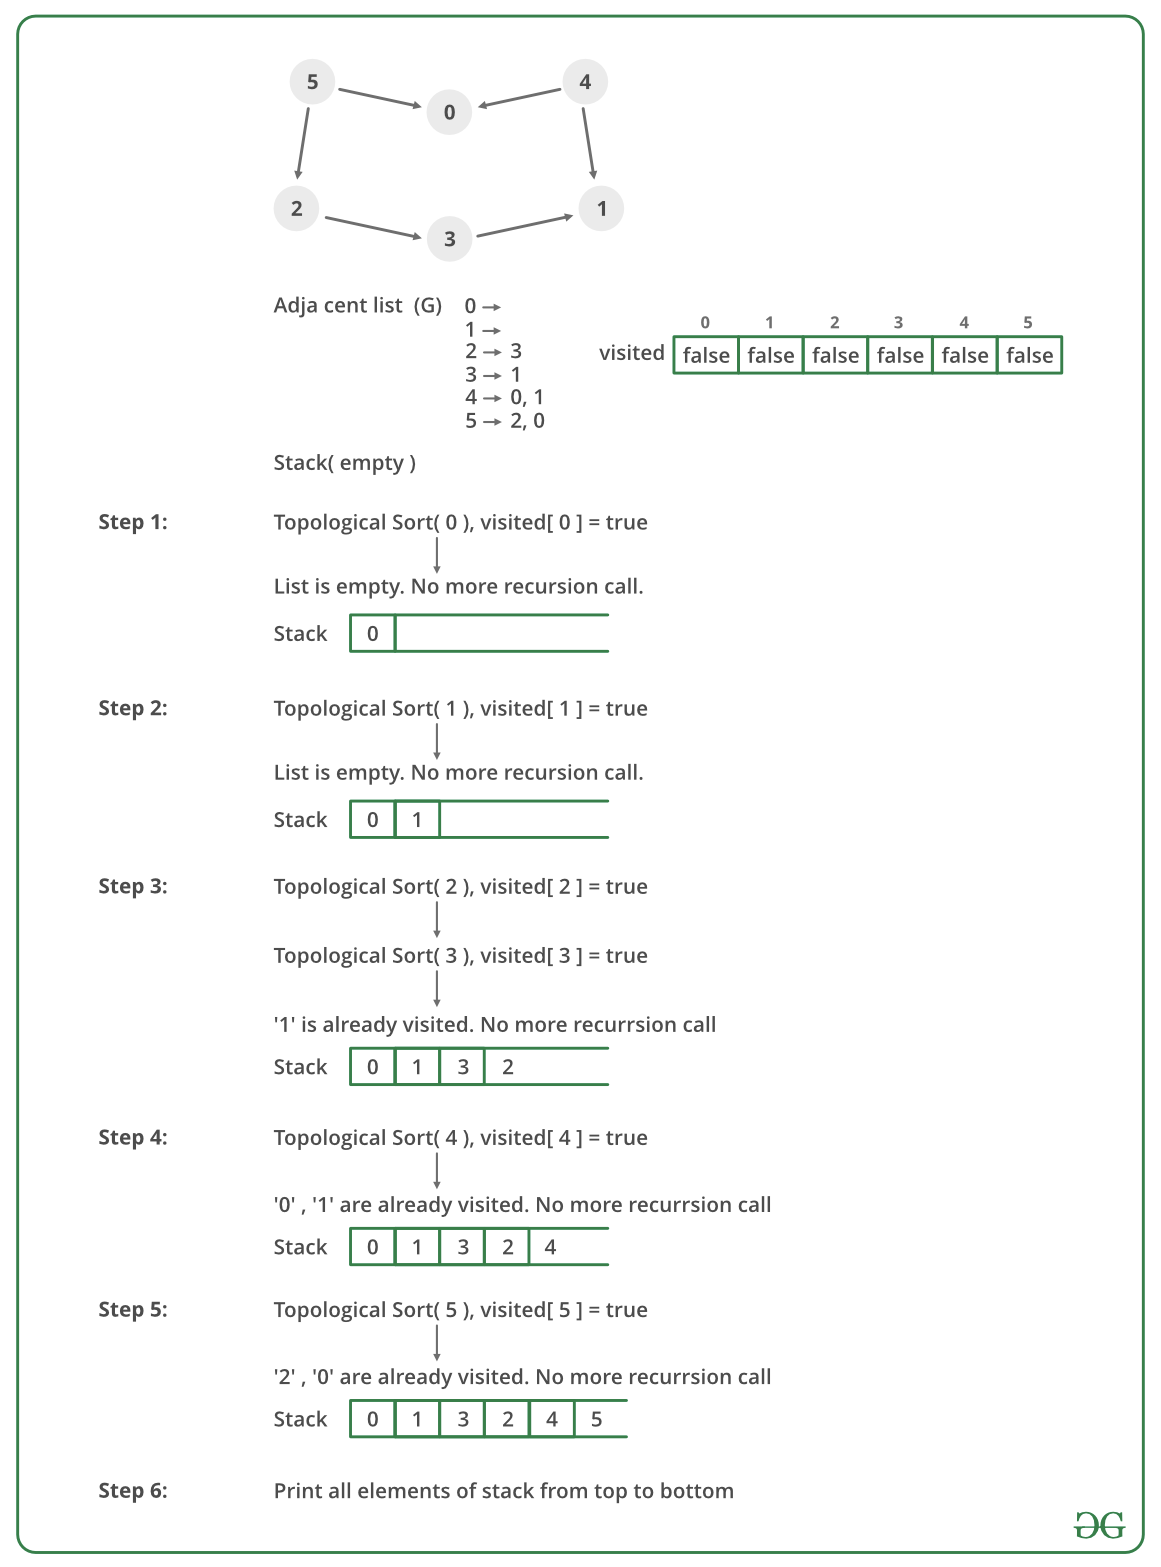 5
4
0
2
1
3
Adja cent list (G)
0 →
1 →
2 → 3
3 → 1
4 → 0, 1
5 → 2, 0
0 1 2 3 4 5
visited false false false false false false
Stack( empty )
Step 1: Topological Sort( 0 ), visited[ 0 ] = true
List is empty. No more recursion call.
Stack 0
Step 2: Topological Sort( 1 ), visited[ 1 ] = true
List is empty. No more recursion call.
Stack 0 1
Step 3: Topological Sort( 2 ), visited[ 2 ] = true
Topological Sort( 3 ), visited[ 3 ] = true
'1' is already visited. No more recurrsion call
Stack 0 1 3 2
Step 4: Topological Sort( 4 ), visited[ 4 ] = true
'0' , '1' are already visited. No more recurrsion call
Stack 0 1 3 2 4
Step 5: Topological Sort( 5 ), visited[ 5 ] = true
'2' , '0' are already visited. No more recurrsion call
Stack 0 1 3 2 4 5
Step 6: Print all elements of stack from top to bottom